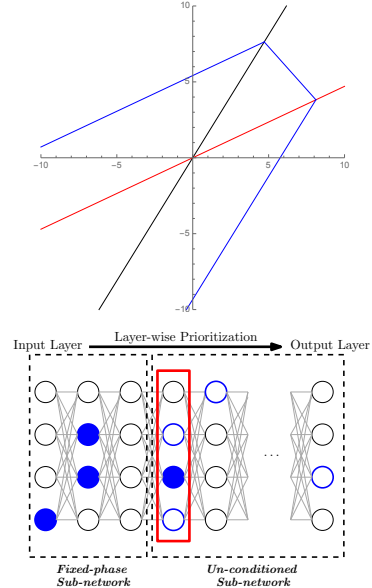 10
5
-10
-5
5
10
-5
-10
Layer-wise Prioritization
Input Layer
Output Layer
...
Fixed-phase
Sub-network
Un-conditioned
Sub-network